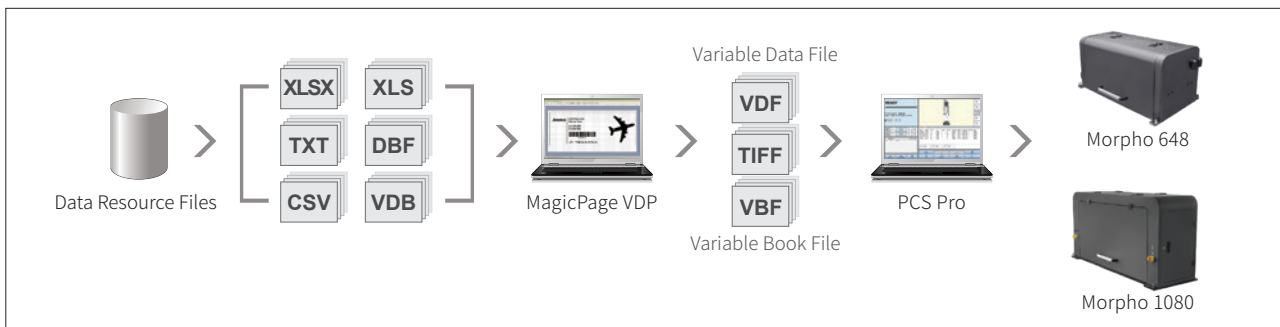 Data Resource Files
XLSX
XLS
TXT
DBF
CSV
VDB
MagicPage VDP
Variable Data File
VDF
TIFF
VBF
Variable Book File
PCS Pro
Morpho 648
Morpho 1080